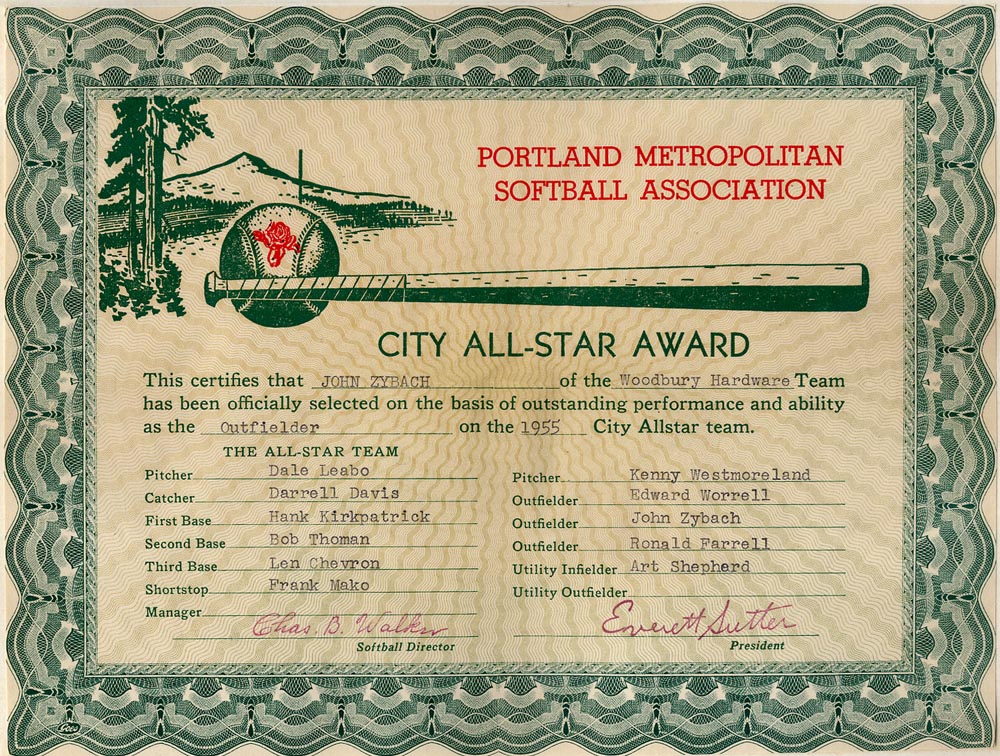 PORTLAND METROPOLITAN
SOFTBALL ASSOCIATION
CITY ALL-STAR AWARD
This certifies that JOHN ZYBACH of the Woodbury Hardware Team
has been officially selected on the basis of outstanding performance and ability
as the Outfielder on the 1955 City Allstar team.
THE ALL-STAR TEAM
Pitcher Dale Leabo
Catcher Darrell Davis
First Base Hank Kirkpatrick
Second Base Bob Thoman
Third Base Len Chevron
Shortstop Frank Mako
Manager
Chas. B. Walker
Softball Director
Pitcher Kenny Westmoreland
Outfielder Edward Worrell
Outfielder John Zybach
Outfielder Ronald Farrell
Utility Infielder Art Shepherd
Utility Outfielder
Everett Sutter
President